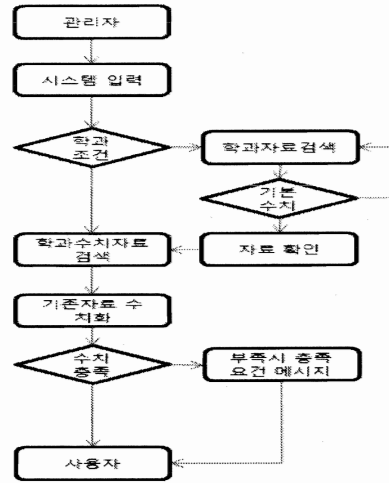 관리자
시스템 입력
학과
조건
학과자료검색
기본
수치
학과수치자료
검색
자료 확인
기존자료 수
치화
수치
충족
부족시 충족
요건 메시지
사용자